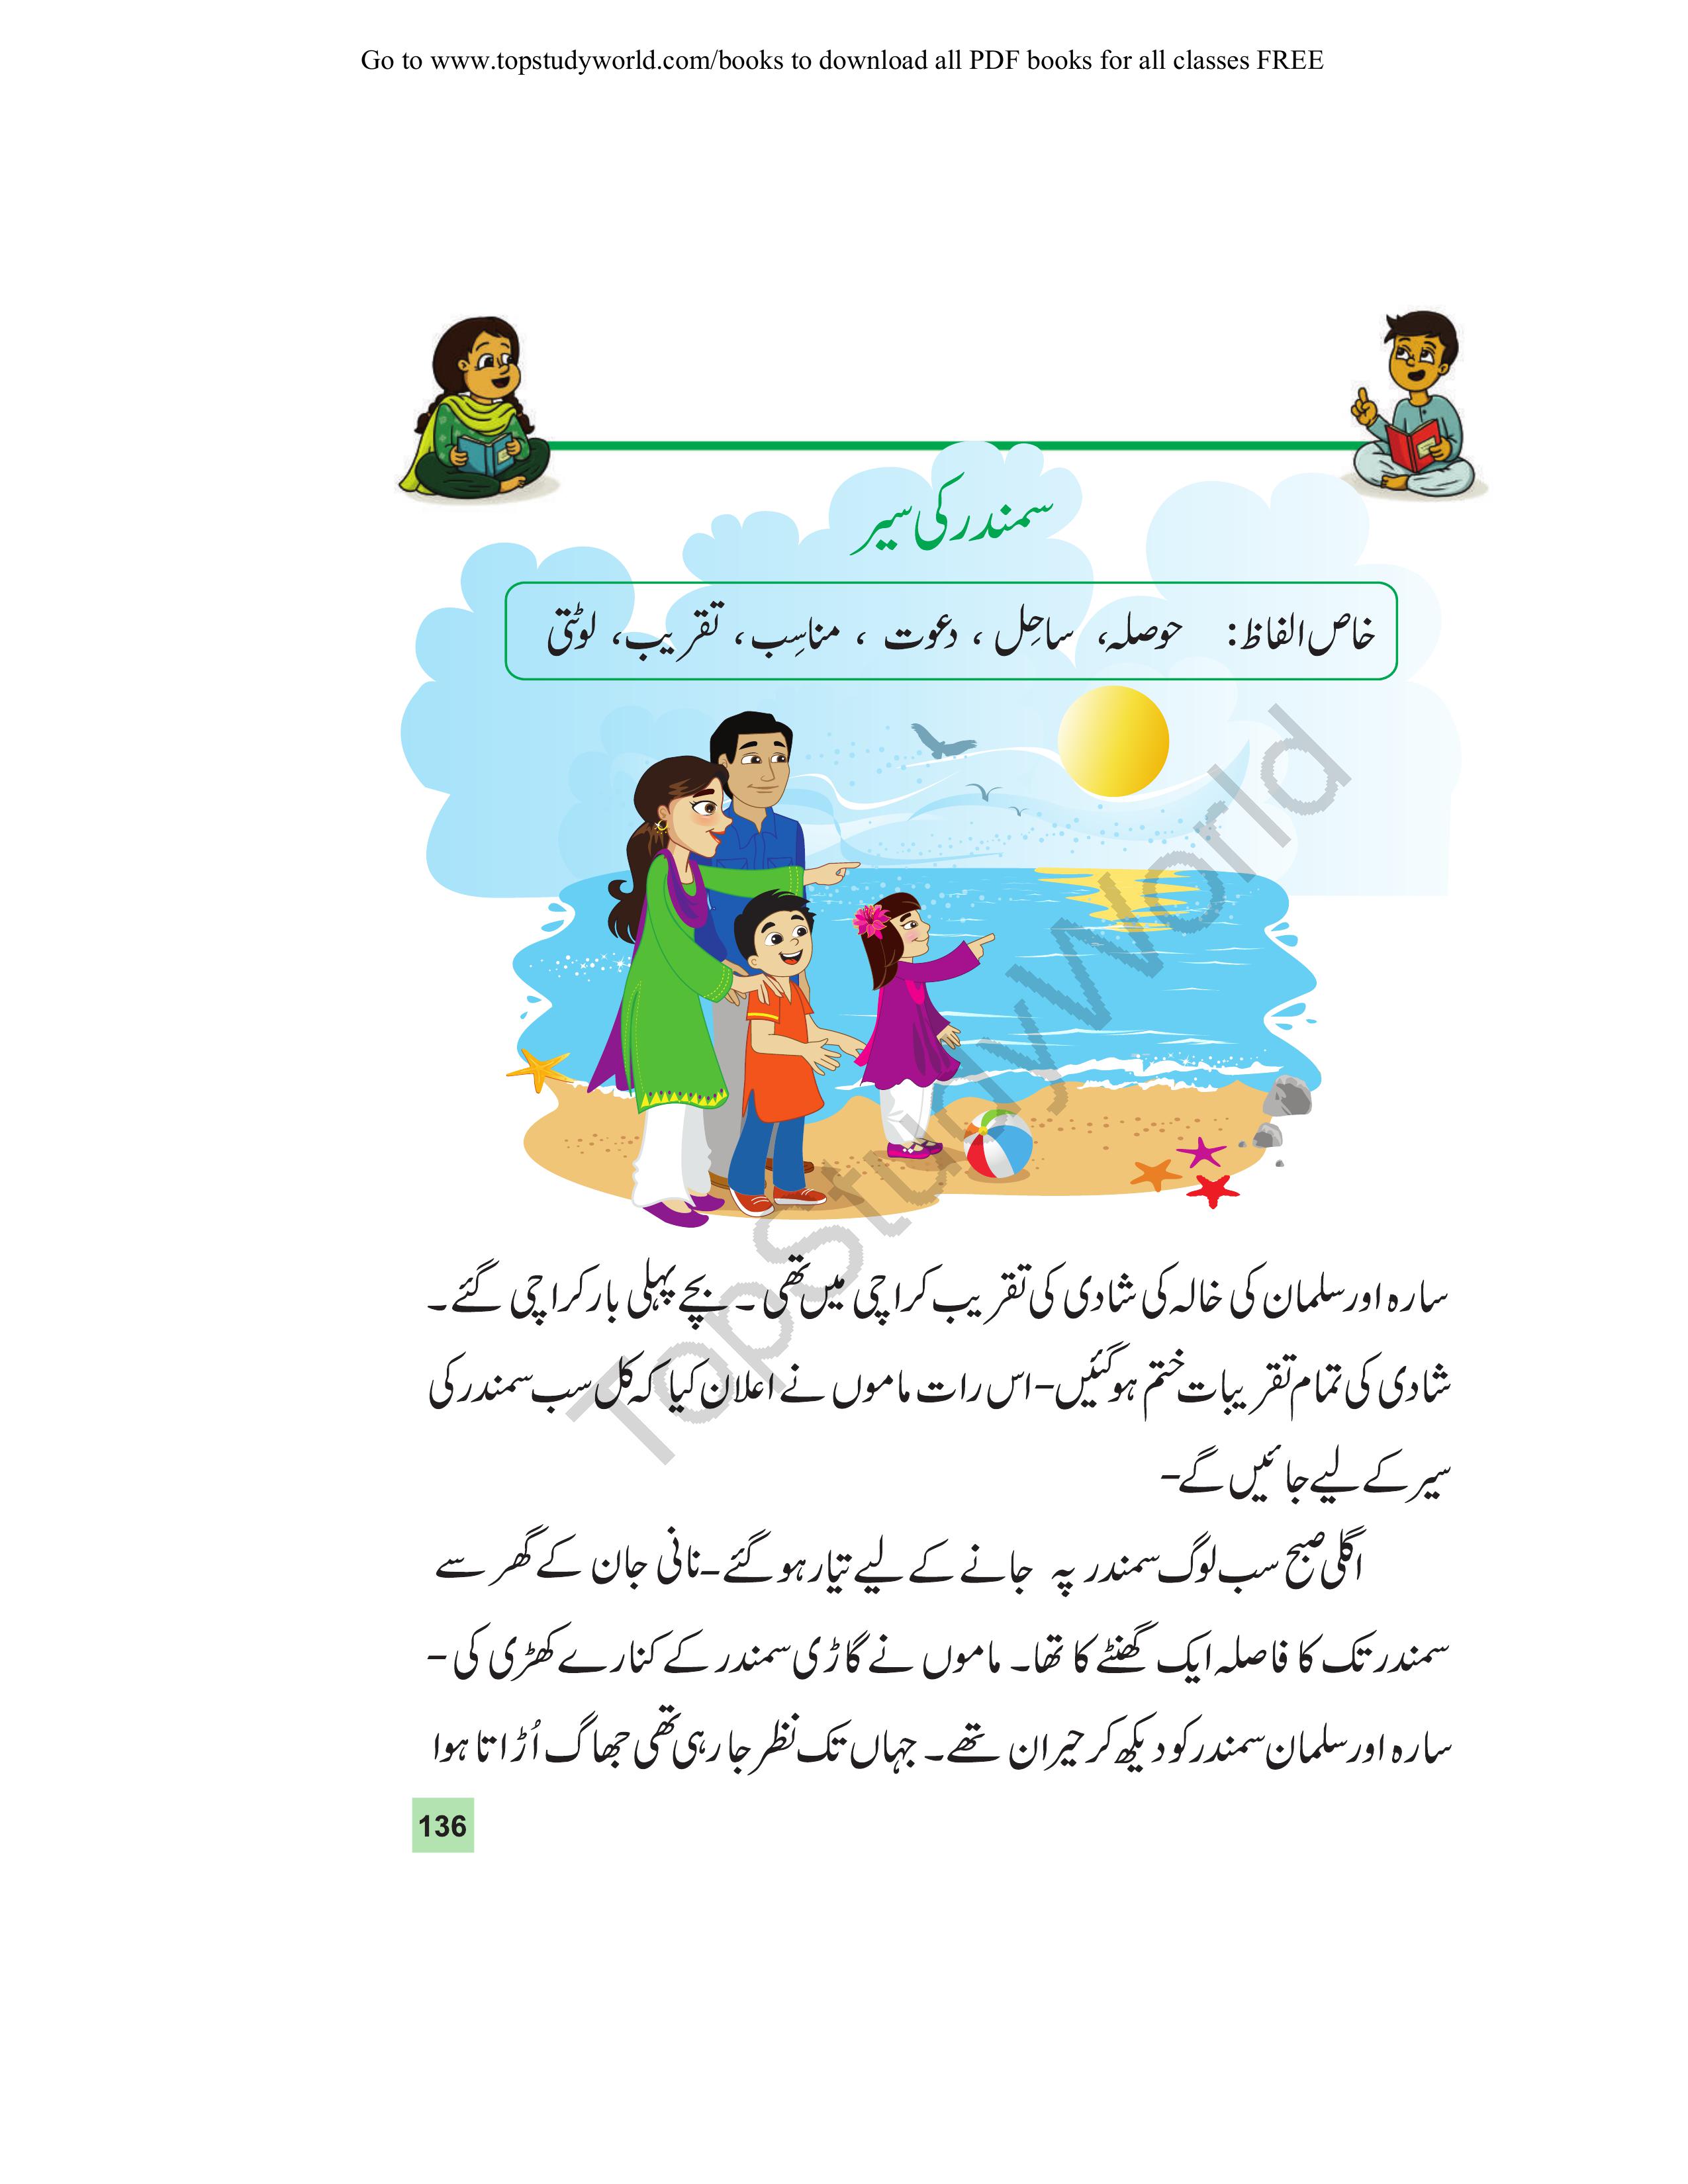 Go to www.topstudyworld.com/books to download all PDF books for all classes FREE
سمندر کی سیر
خاص الفاظ: حوصلہ، ساحِل ، دعوت ، مناسِب ، تقریب ، لوٹتی
سارہ اور سلمان کی خالہ کی شادی کی تقریب کراچی میں تھی ۔ بچے پہلی بار کراچی گئے ۔
شادی کی تمام تقریبات ختم ہو گئیں- اس رات ماموں نے اعلان کیا کہ کل سب سمندر کی
سیر کے لیے جائیں گے-
اگلی صبح سب لوگ سمندر پہ جانے کے لیے تیار ہو گئے۔ نانی جان کے گھر سے
سمندر تک کا فاصلہ ایک گھنٹے کا تھا۔ ماموں نے گاڑی سمندر کے کنارے کھڑی کی -
سارہ اور سلمان سمندر کو دیکھ کر حیران تھے ۔ جہاں تک نظر جا رہی تھی جھاگ اُڑاتا ہوا
136
TopStudyWorld